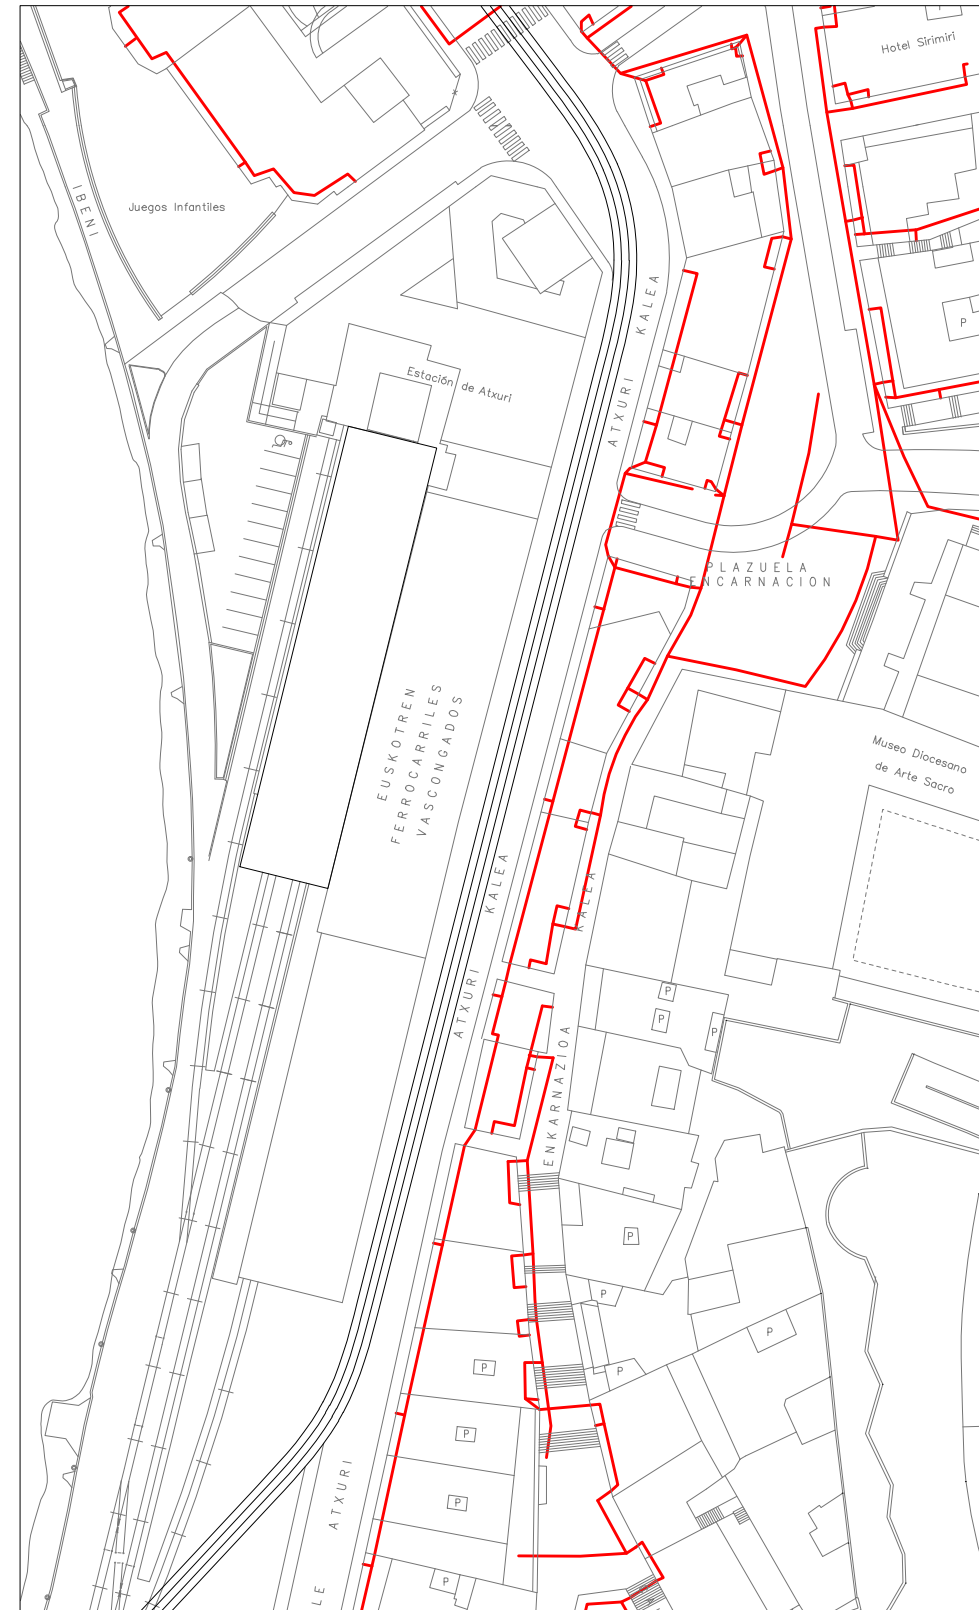 P
Hotel Sirimiri
IBENI
Juegos Infantiles
KALEA
ATXURI
P
Estación de Atxuri
PLAZUELA
ENCARNACION
EUSKOTREN
FERROCARRILES
VASCONGADOS
Museo Diocesano
de Arte Sacro
KALEA
ATXURI
KALEA
ENKARNAZIOA
P
P
P
P
P
P
P
P
P
P
P
ATXURI
LE